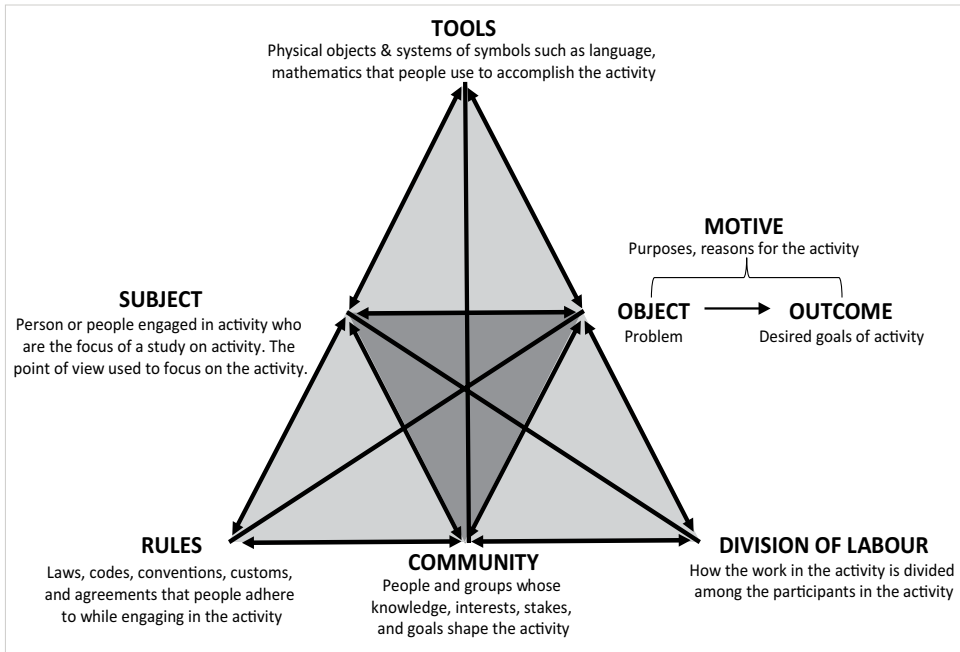 TOOLS
Physical objects & systems of symbols such as language,
mathematics that people use to accomplish the activity
MOTIVE
Purposes, reasons for the activity
SUBJECT
Person or people engaged in activity who
are the focus of a study on activity. The
point of view used to focus on the activity.
OBJECT
Problem
OUTCOME
Desired goals of activity
RULES
Laws, codes, conventions, customs,
and agreements that people adhere
to while engaging in the activity
COMMUNITY
People and groups whose
knowledge, interests, stakes,
and goals shape the activity
DIVISION OF LABOUR
How the work in the activity is divided
among the participants in the activity